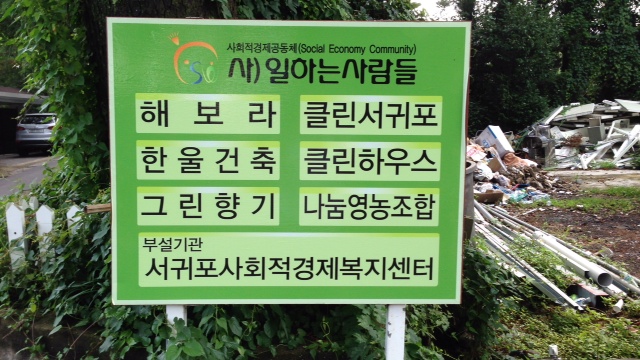 사회적경제공동체(Social Economy Community)
사)일하는사람들
해 보 라 클린서귀포
한울건축 클린하우스
그린향기 나눔영농조합
부설기관
서귀포사회적경제복지센터